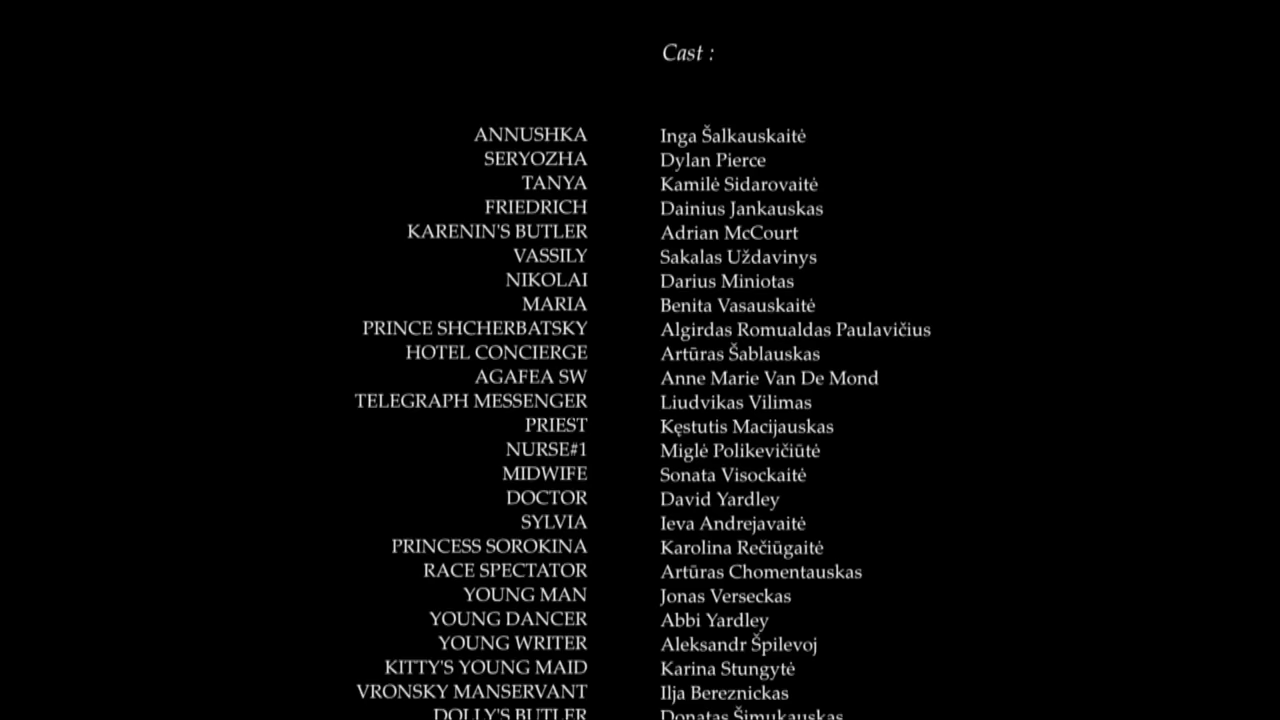 Cast :
ANNUSHKA Inga Šalkauskaitė
SERYOZHA Dylan Pierce
TANYA Kamilė Sidarovaitė
FRIEDRICH Dainius Jankauskas
KARENIN'S BUTLER Adrian McCourt
VASSILY Sakalas Uždavinys
NIKOLAI Darius Miniotas
MARIA Benita Vasauskaitė
PRINCE SHCHERBATSKY Algirdas Romualdas Paulavičius
HOTEL CONCIERGE Artūras Šablauskas
AGAFEA SW Anne Marie Van De Mond
TELEGRAPH MESSENGER Liudvikas Vilimas
PRIEST Kęstutis Macijauskas
NURSE#1 Miglė Polikevičiūtė
MIDWIFE Sonata Visockaitė
DOCTOR David Yardley
SYLVIA Ieva Andrejavaitė
PRINCESS SOROKINA Karolina Rečiūgaitė
RACE SPECTATOR Artūras Chomentauskas
YOUNG MAN Jonas Verseckas
YOUNG DANCER Abbi Yardley
YOUNG WRITER Aleksandr Špilevoj
KITTY'S YOUNG MAID Karina Stungytė
VRONSKY MANSERVANT Ilja Bereznickas
DOLLY'S BUTLER Donatas Šimukauskas